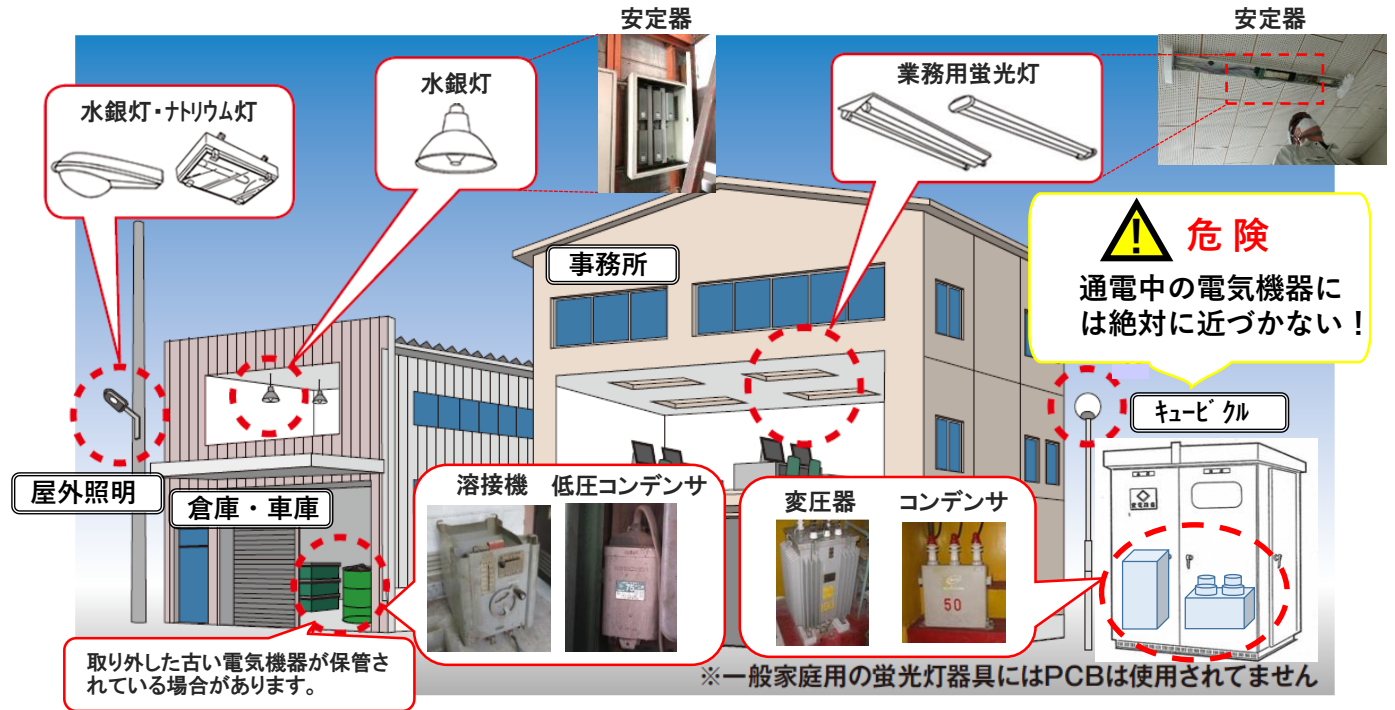 安定器
安定器
水銀灯・ナトリウム灯
水銀灯
業務用蛍光灯
危険
通電中の電気機器に
は絶対に近づかない！
事務所
キュービクル
屋外照明
倉庫・車庫
溶接機
低圧コンデンサ
変圧器
コンデンサ
50
取り外した古い電気機器が保管さ
れている場合があります。
※一般家庭用の蛍光灯器具にはPCBは使用されてません